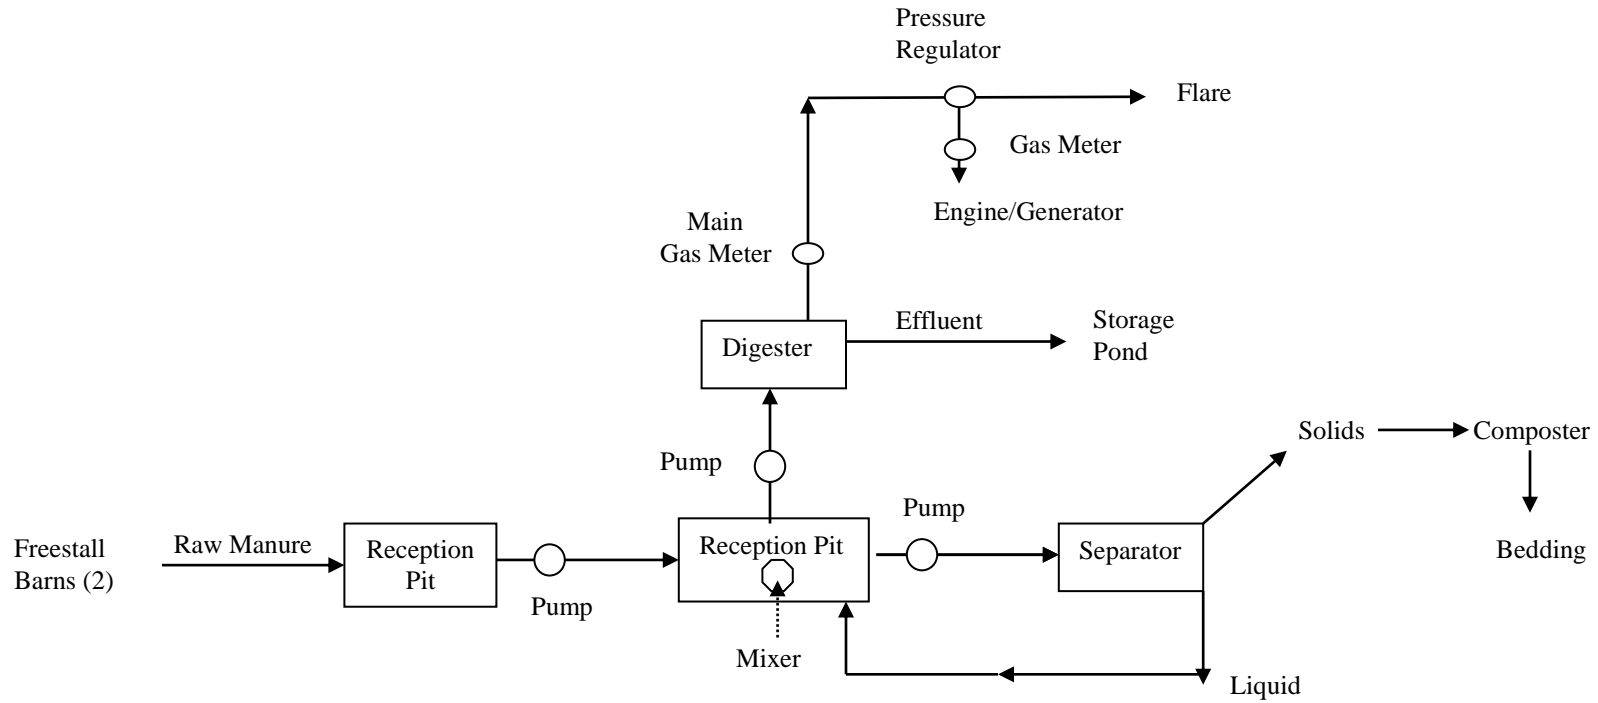 Pressure
Regulator
Flare
Gas Meter
Engine/Generator
Main
Gas Meter
Effluent
Storage
Pond
Digester
Solids
Composter
Pump
Pump
Freestall
Barns (2)
Raw Manure
Reception
Pit
Reception Pit
Separator
Bedding
Pump
Mixer
Liquid